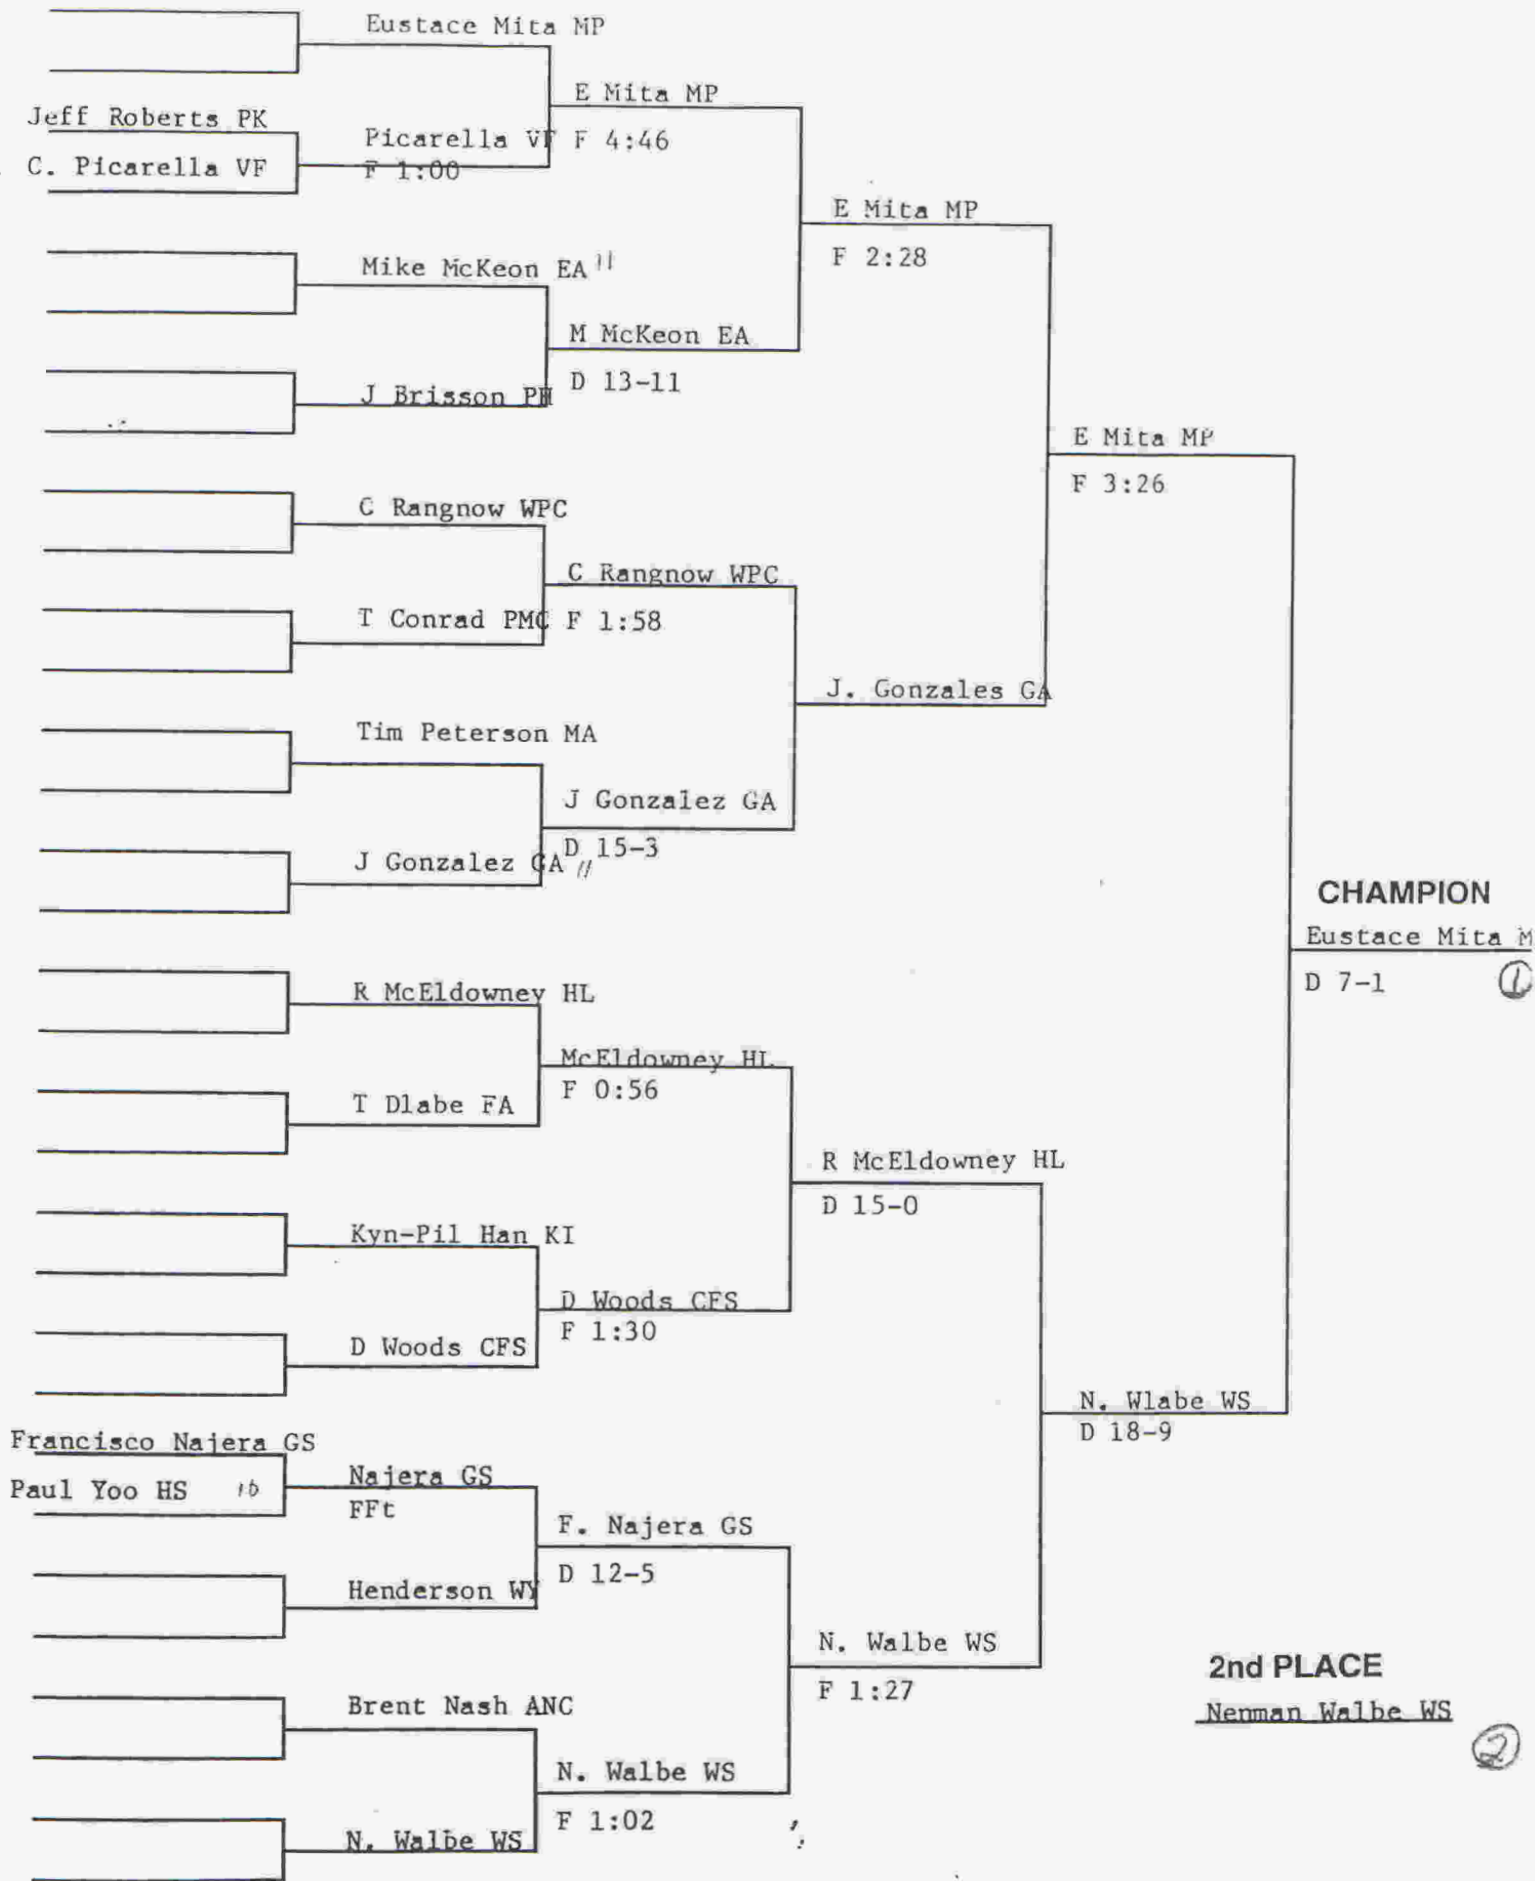 Eustace Mita MP
E Mita MP
Jeff Roberts PK
Picarella VF F 4:46
C. Picarella VF F 1:00
E Mita MP
F 2:28
Mike McKeon EA 11
M McKeon EA
D 13-11
J Brisson PH
E Mita MP
F 3:26
C Rangnow WPC
C Rangnow WPC
T Conrad PMC F 1:58
J. Gonzales GA
Tim Peterson MA
J Gonzalez GA
D 15-3
J Gonzalez GA 11
CHAMPION
Eustace Mita M
D 7-1 1
R McEldowney HL
McEldowney HL
F 0:56
T Dlabe FA
R McEldowney HL
D 15-0
Kyn-Pil Han KI
D Woods CFS
F 1:30
D Woods CFS
N. Wlabe WS
D 18-9
Francisco Najera GS
Paul Yoo HS 10
Najera GS
FFt
F. Najera GS
D 12-5
Henderson WY
N. Walbe WS
F 1:27
2nd PLACE
Nenman Walbe WS
2
Brent Nash ANC
N. Walbe WS
F 1:02
N. Walbe WS